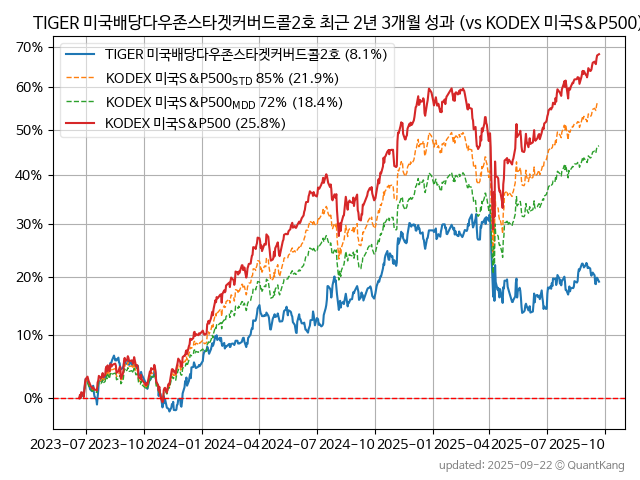 TIGER 미국배당다우존스타겟커버드콜2호 최근 2년 3개월 성과 (vs KODEX 미국S&P500)
TIGER 미국배당다우존스타겟커버드콜2호 (8.1%)
KODEX 미국S&P500STD 85% (21.9%)
KODEX 미국S&P500MDD 72% (18.4%)
KODEX 미국S&P500 (25.8%)
70%
60%
50%
40%
30%
20%
10%
0%
2023-07 2023-10 2024-01 2024-04 2024-07 2024-10 2025-01 2025-04 2025-07 2025-10
updated: 2025-09-22 © QuantKang